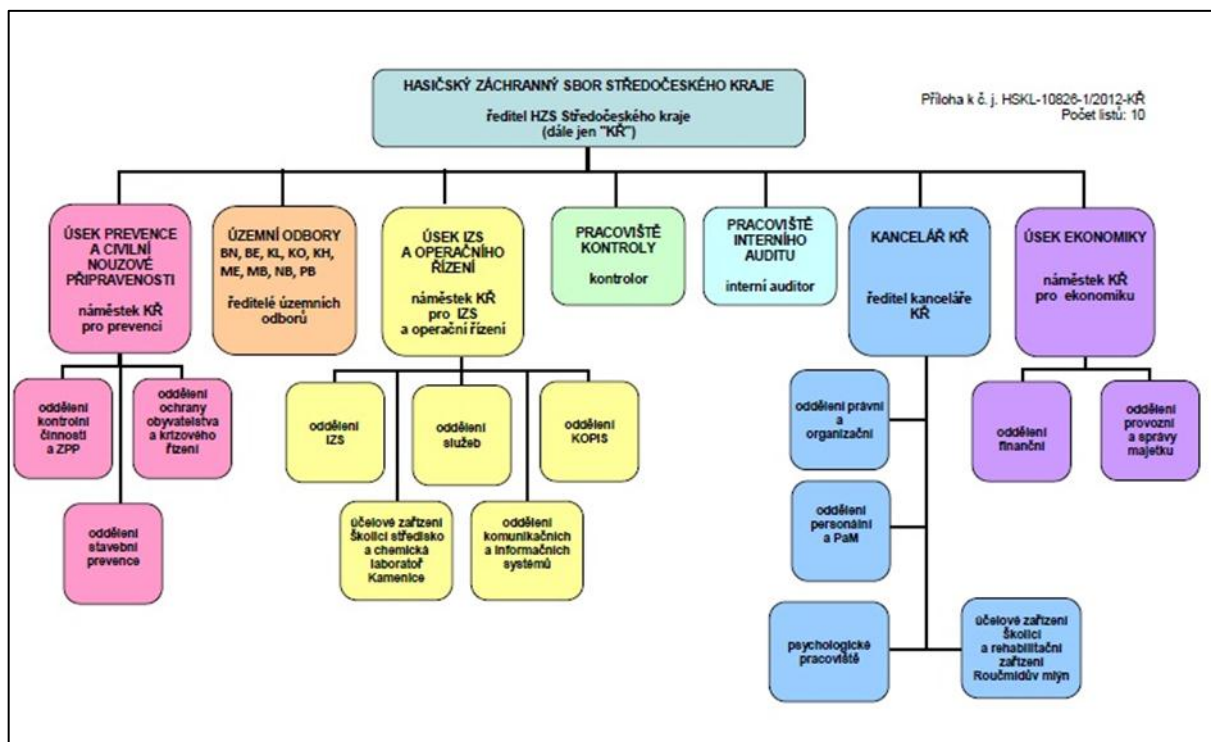 HASIČSKÝ ZÁCHRANNÝ SBOR STŘEDOČESKÉHO KRAJE
ředitel HZS Středočeského kraje
(dále jen "KŘ")
Příloha k č. j. HSKL-10826-1/2012-KŘ
Počet listů: 10
ÚSEK PREVENCE
A CIVILNÍ
NOUZOVÉ
PŘIPRAVENOSTI
náměstek KŘ
pro prevenci
ÚZEMNÍ ODBORY
BN, BE, KL, KO, KH,
ME, MB, NB, PB
ředitelé územních
odborů
ÚSEK IZS
A OPERAČNÍHO
ŘÍZENÍ
náměstek KŘ
pro IZS
a operační řízení
PRACOVIŠTĚ
KONTROLY
kontrolor
PRACOVIŠTĚ
INTERNÍHO
AUDITU
interní auditor
KANCELÁŘ KŘ
ředitel kanceláře
KŘ
ÚSEK EKONOMIKY
náměstek KŘ
pro ekonomiku
oddělení
kontrolní
činnosti
a ZPP
oddělení
ochrany
obyvatelstva
a krizového
řízení
oddělení
stavební
prevence
oddělení
IZS
oddělení
služeb
oddělení
KOPIS
účelové zařízení
Školící středisko
a chemická
laboratoř
Kamenice
oddělení
komunikačních
a informačních
systémů
oddělení právní
a
organizační
oddělení
personální
a PaM
psychologické
pracoviště
účelové zařízení
Školící
a rehabilitační
zařízení
Roučmídův mlýn
oddělení
finanční
oddělení
provozní
a správy
majetku